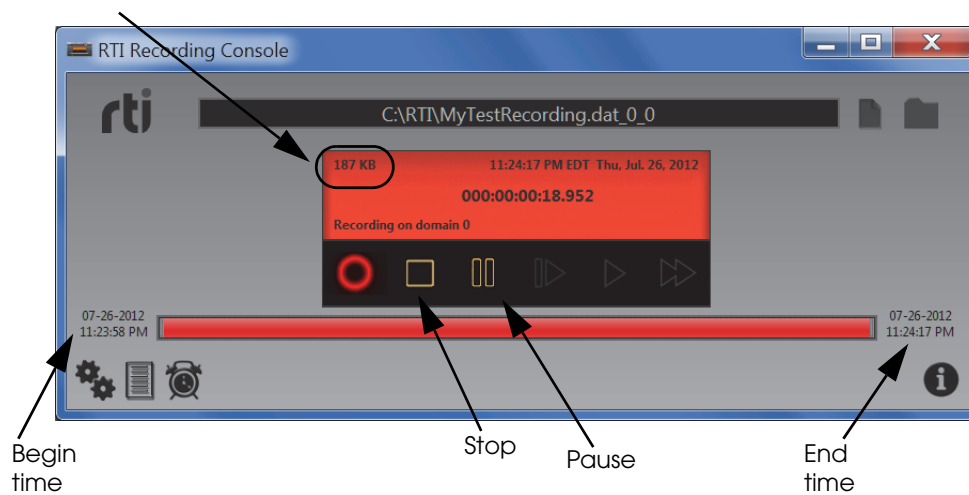 RTI Recording Console
rti
C:\RTI\MyTestRecording.dat_0_0
187 KB 11:24:17 PM EDT Thu, Jul. 26, 2012
000:00:00:18.952
Recording on domain 0
07-26-2012
11:23:58 PM
07-26-2012
11:24:17 PM
Begin
time
Stop
Pause
End
time